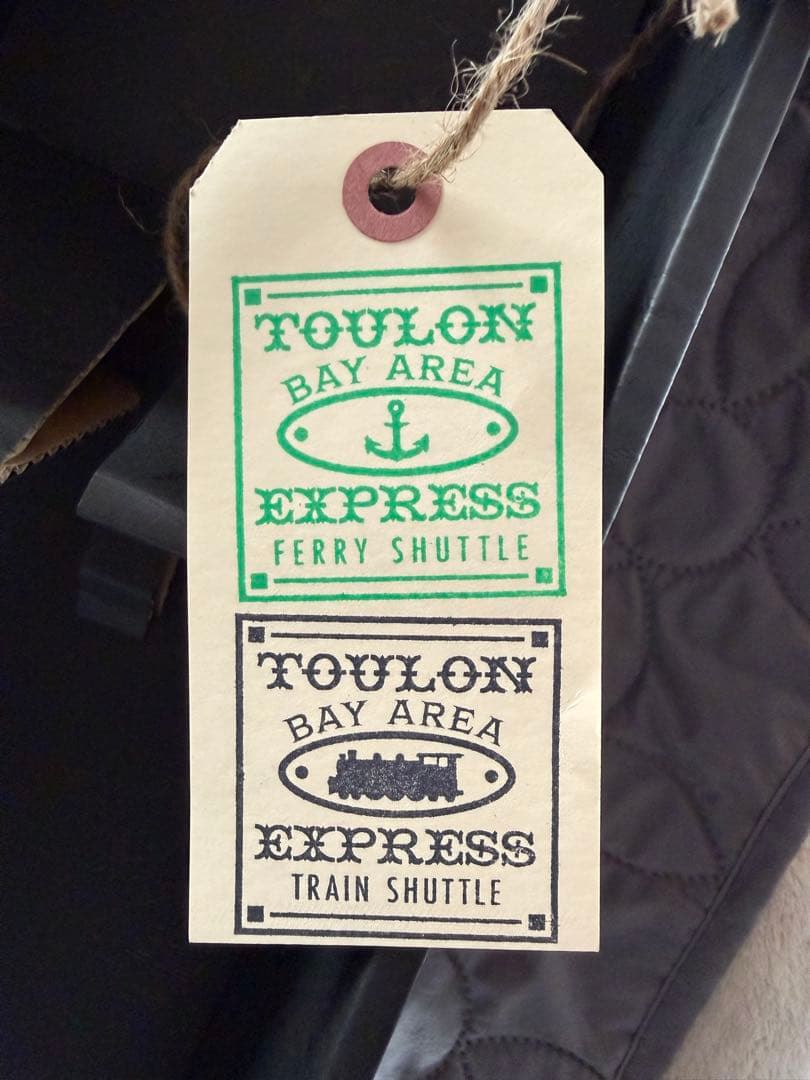 TOULON
BAY AREA
EXPRESS
FERRY SHUTTLE
TOULON
BAY AREA
EXPRESS
TRAIN SHUTTLE